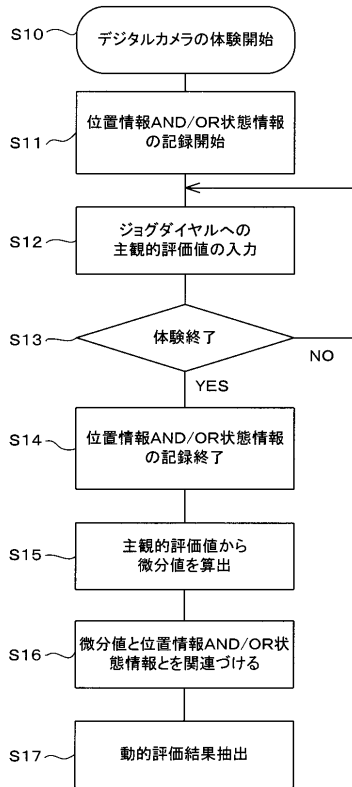 S10
デジタルカメラの体験開始
S11
位置情報AND/OR状態情報
の記録開始
S12
ジョグダイヤルへの
主観的評価値の入力
S13
体験終了
NO
YES
S14
位置情報AND/OR状態情報
の記録終了
S15
主観的評価値から
微分値を算出
S16
微分値と位置情報AND/OR状
態情報とを関連づける
S17
動的評価結果抽出